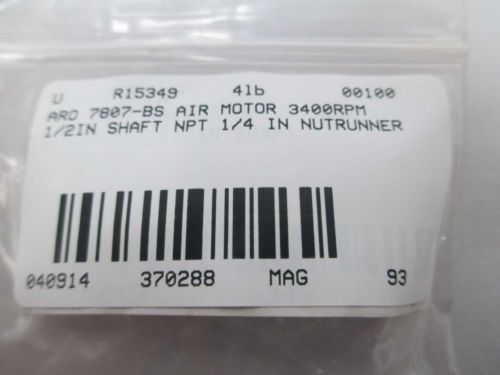 U R15349 4lb 00100
ARO 7807-BS AIR MOTOR 3400RPM
1/2IN SHAFT NPT 1/4 IN NUTRUNNER
040914 370288 MAG 93